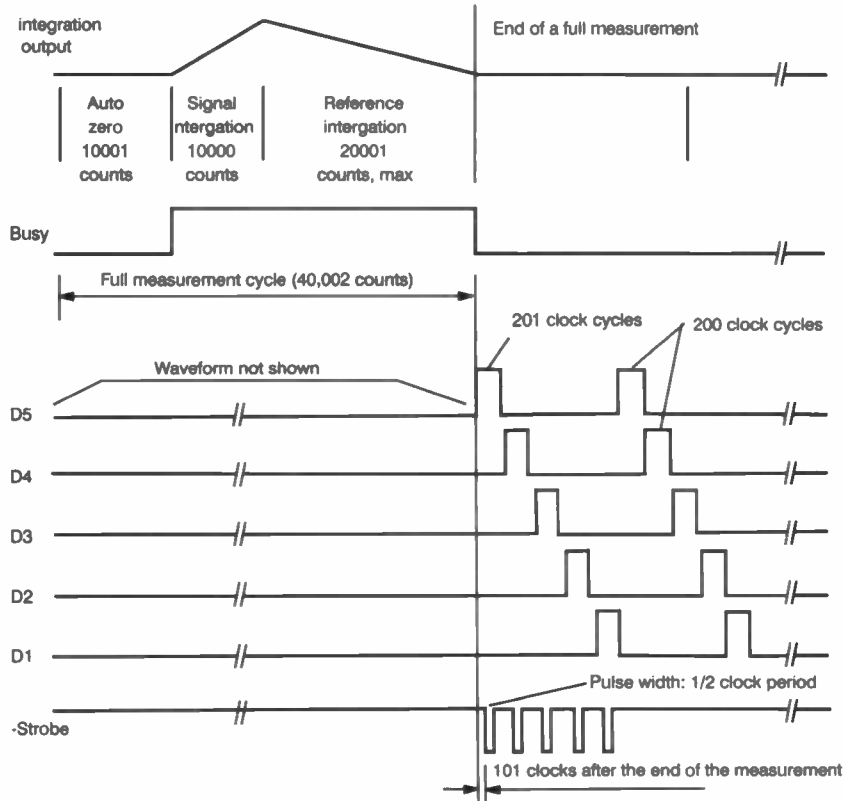 integration
output
End of a full measurement
Auto
zero
10001
counts
Signal
ntergation
10000
counts
Reference
intergation
20001
counts, max
Busy
Full measurement cycle (40,002 counts)
201 clock cycles
200 clock cycles
Waveform not shown
D5
D4
D3
D2
D1
Pulse width: 1/2 clock period
-Strobe
101 clocks after the end of the measurement